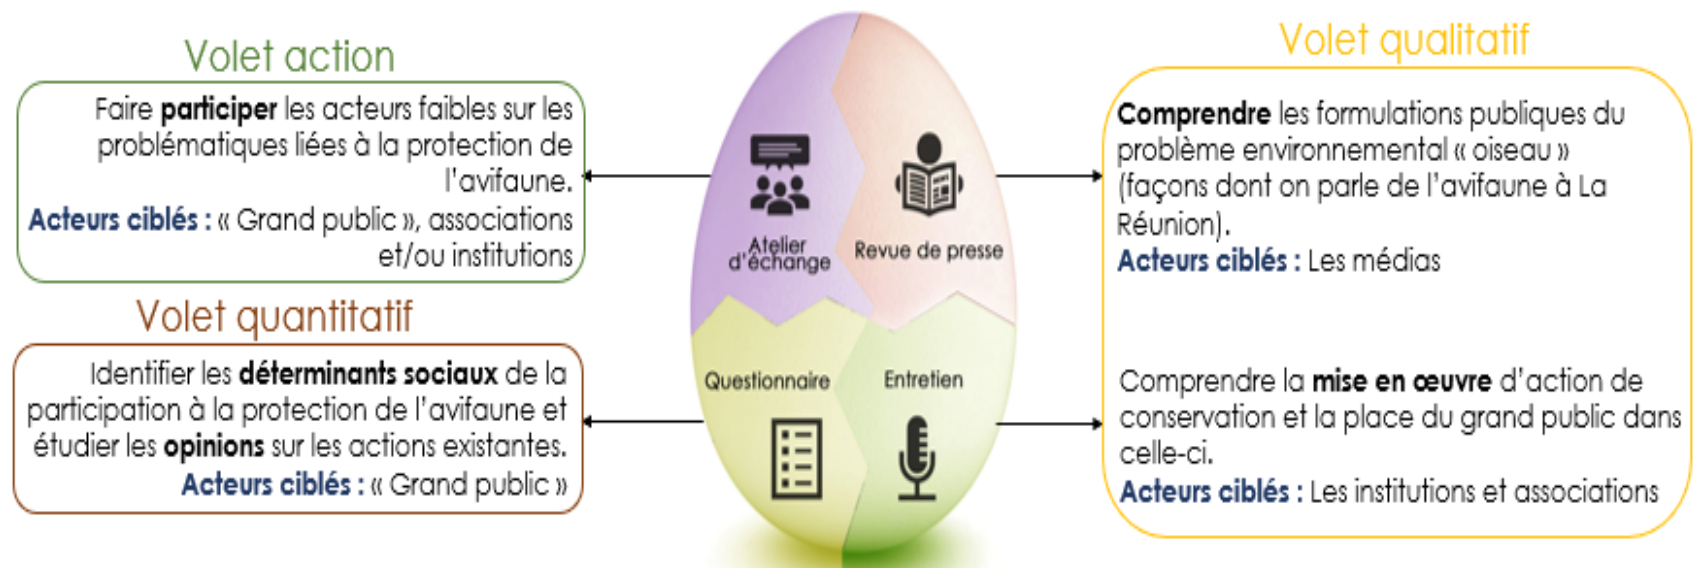 Volet action
Faire participer les acteurs faibles sur les
problématiques liées à la protection de
l'avifaune.
Acteurs ciblés : « Grand public », associations
et/ou institutions
Volet quantitatif
Identifier les déterminants sociaux de la
participation à la protection de l'avifaune et
étudier les opinions sur les actions existantes.
Acteurs ciblés : « Grand public »
Atelier
d'échange
Revue de presse
Questionnaire
Entretien
Volet qualitatif
Comprendre les formulations publiques du
problème environnemental « oiseau »
(façons dont on parle de l'avifaune à La
Réunion).
Acteurs ciblés : Les médias
Comprendre la mise en œuvre d'action de
conservation et la place du grand public dans
celle-ci.
Acteurs ciblés : Les institutions et associations